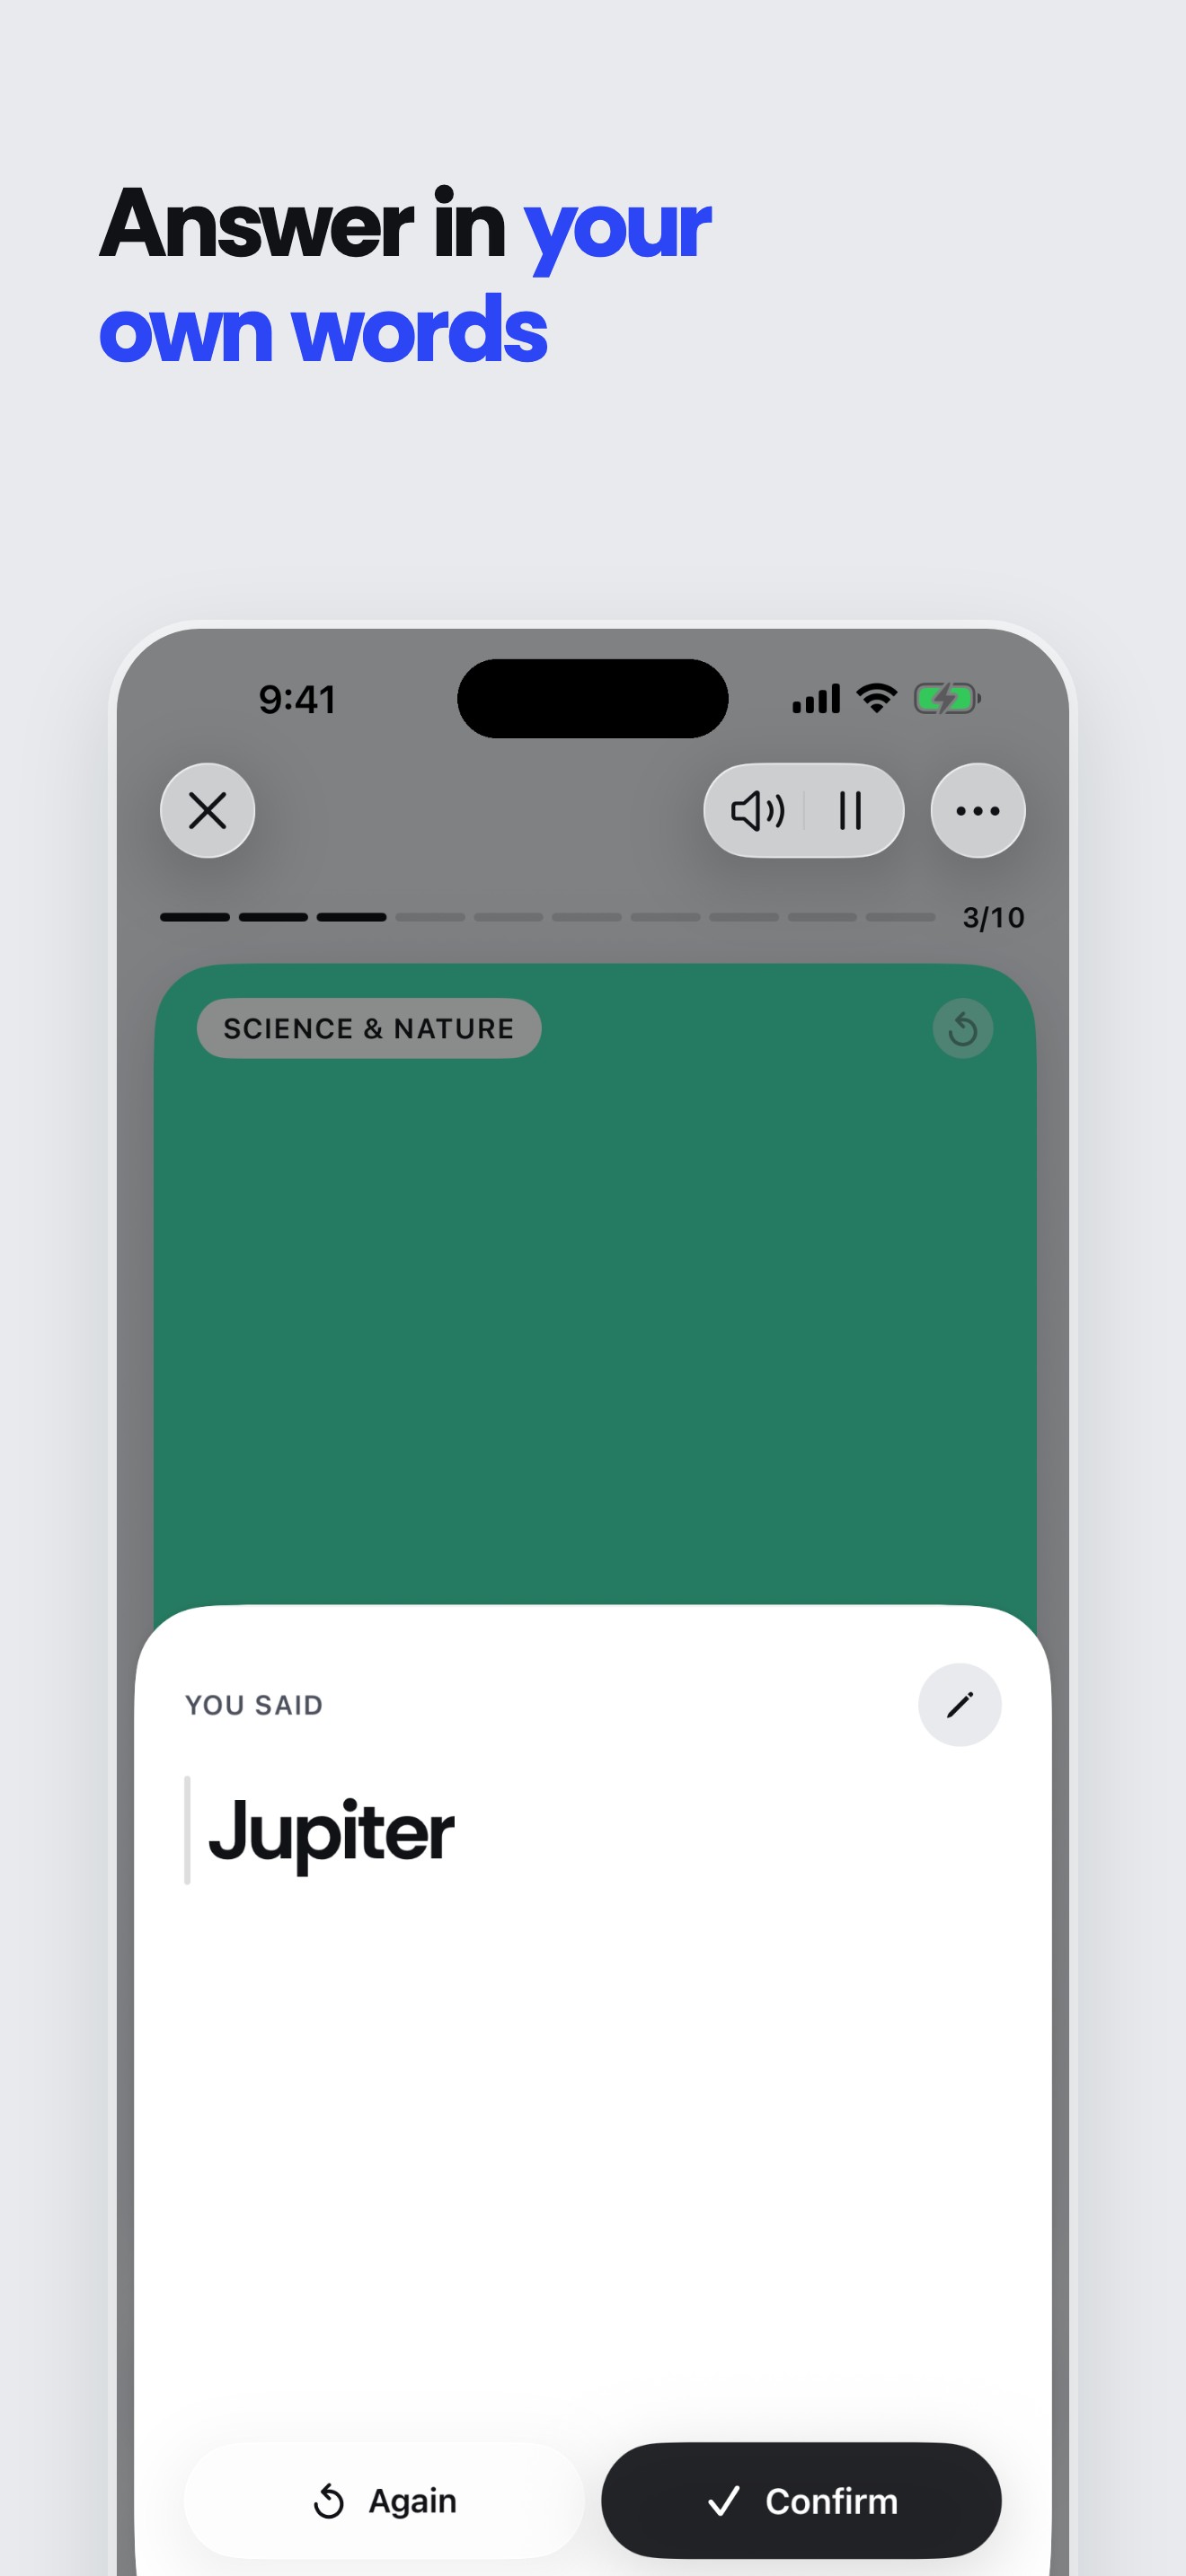 Answer in your
own words
9:41
3/10
SCIENCE & NATURE
YOU SAID
Jupiter
Again
Confirm